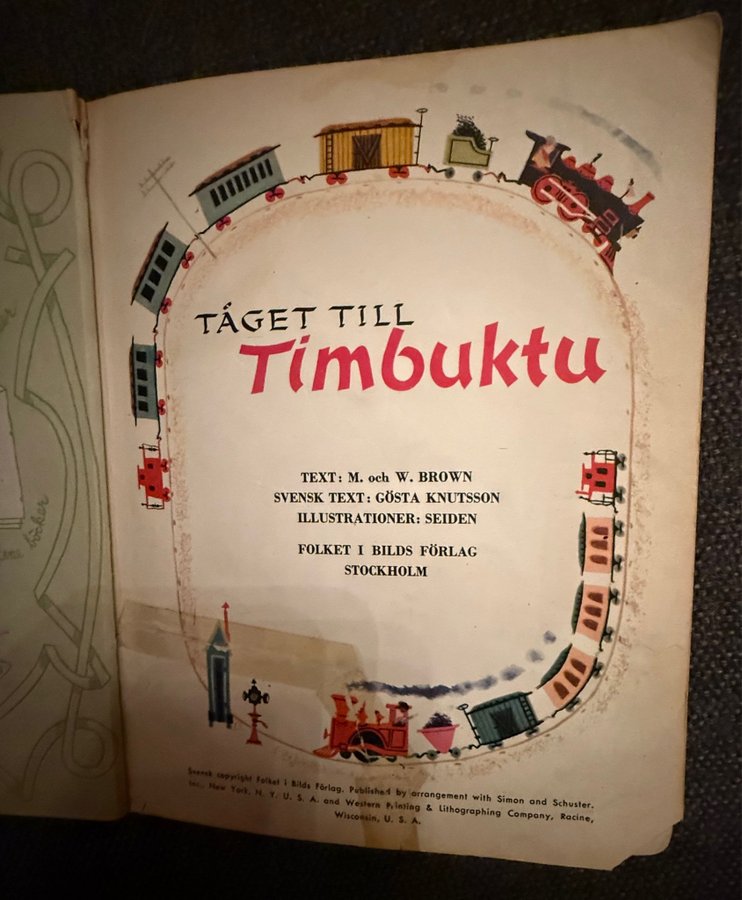 TÅGET TILL
Timbuktu
TEXT: M. och W. BROWN
SVENSK TEXT: GÖSTA KNUTSSON
ILLUSTRATIONER: SEIDEN
FOLKET I BILDS FÖRLAG
STOCKHOLM
Svensk copyright Folket i Bilds Förlag. Published by arrangement with Simon and Schuster.
Inc., New York, N. Y. U. S. A. and Western Printing & Lithographing Company, Racine,
Wisconsin, U. S. A.
böcker